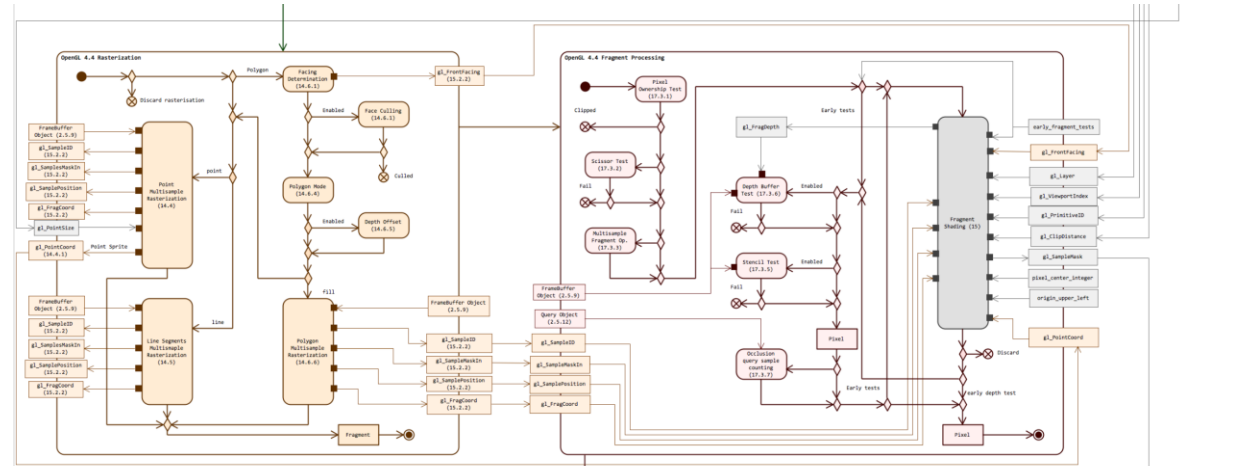 OpenGL 4.4 Rasterization
Polygon
Facing
Determination
(14.6.1)
gl_FrontFacing
(15.2.2)
Discard rasterisation
Enabled
Face Culling
(14.6.1)
Culled
FrameBuffer
Object (2.5.9)
gl_SampleID
(15.2.2)
gl_SamplesMaskIn
(15.2.2)
gl_SamplePosition
(15.2.2)
gl_FragCoord
(15.2.2)
gl_PointSize
gl_PointCoord
(14.4.1)
Point Sprite
Point
Multisample
Rasterization
(14.4)
point
Polygon Mode
(14.6.4)
Enabled
Depth Offset
(14.6.5)
fill
line
FrameBuffer
Object (2.5.9)
gl_SampleID
(15.2.2)
gl_SamplesMaskIn
(15.2.2)
gl_SamplePosition
(15.2.2)
gl_FragCoord
(15.2.2)
Line Segments
Multisample
Rasterization
(14.5)
Polygon
Multisample
Rasterization
(14.6.6)
FrameBuffer Object
(2.5.9)
gl_SampleID
(15.2.2)
gl_SampleMaskIn
(15.2.2)
gl_SamplePosition
(15.2.2)
gl_FragCoord
(15.2.2)
Fragment
OpenGL 4.4 Fragment Processing
Pixel
Ownership Test
(17.3.1)
Clipped
Scissor Test
(17.3.2)
Fail
Multisample
Fragment Op.
(17.3.3)
FrameBuffer
Object (2.5.9)
Query Object
(2.5.12)
gl_SampleID
gl_SampleMaskIn
gl_SamplePosition
gl_FragCoord
Early tests
gl_FragDepth
Depth Buffer
Test (17.3.6)
Enabled
Fail
Stencil Test
(17.3.5)
Enabled
Fail
Pixel
Occlusion
query sample
counting
(17.3.7)
Early tests
Fragment
Shading (15)
early_fragment_tests
gl_FrontFacing
gl_Layer
gl_ViewportIndex
gl_PrimitiveID
gl_ClipDistance
gl_SampleMask
pixel_center_integer
origin_upper_left
gl_PointCoord
Discard
early depth test
Pixel